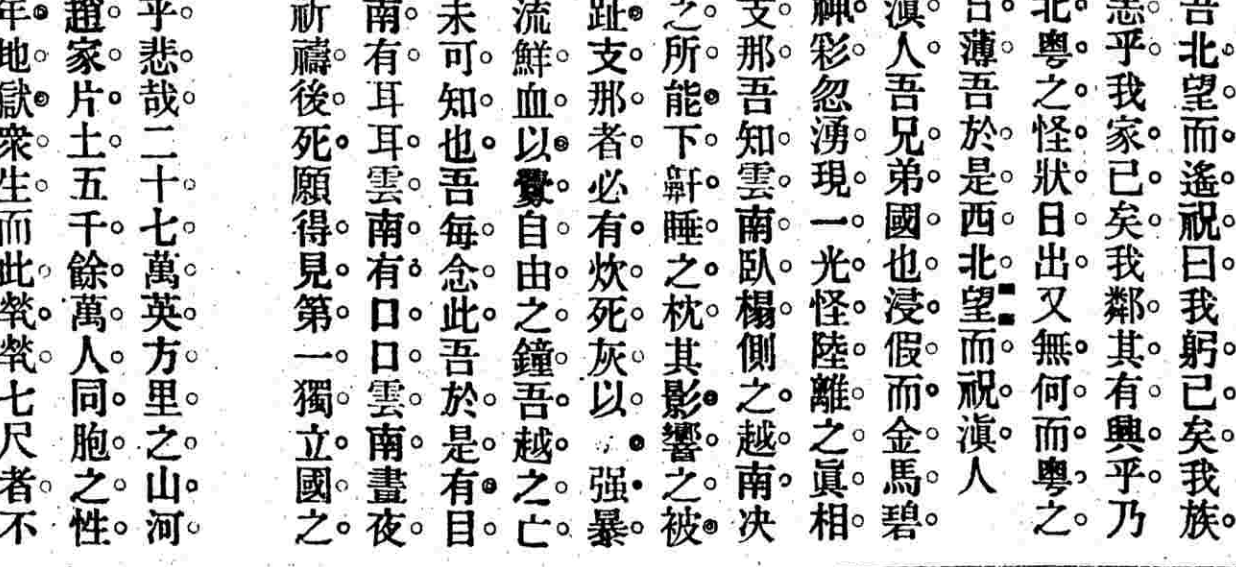 吾北望而遙祝曰我躬已矣我族
恙乎我家已矣我鄰其有興乎乃
北粵之怪狀日出又無何而粵之
日薄吾於是西北望而祝滇人
滇人吾兄弟國也浸假而金馬碧
神彩忽湧現一光怪陸離之眞相
支那吾知雲南臥榻側之越南决
之所能下鼾睡之枕其影響之被
趾支那者必有炊死灰以强暴
流鮮血以釁自由之鐘吾越之亡
未可知也吾每念此吾於是有目
南有耳耳雲南有口口雲南晝夜
祈禱後死願得見第一獨立國之
乎悲哉二十七萬英方里之山河
趙家片土五千餘萬人同胞之性
年地獄衆生而此煢煢七尺者不